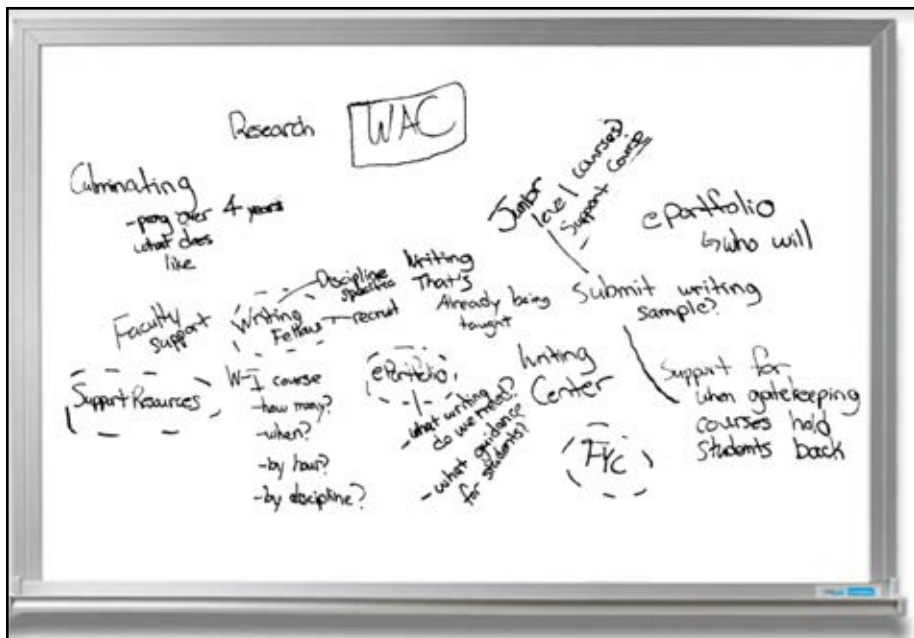 Research
WAC
Culminating
-prog over 4 years
what does
like
Junior
level courses?
Support course
ePortfolio
↳who will
Submit writing
sample?
Support for
when gatekeeping
courses hold
students back
Faculty
support
Writing
Fellows
Discipline
specific
recruit
Writing
That's
Already being
taught
Support Resources
W-I course
-how many?
-when?
-by hour?
-by discipline?
ePortfolio
-what writing
do we need?
-what guidance
for students?
Writing
Center
FYC